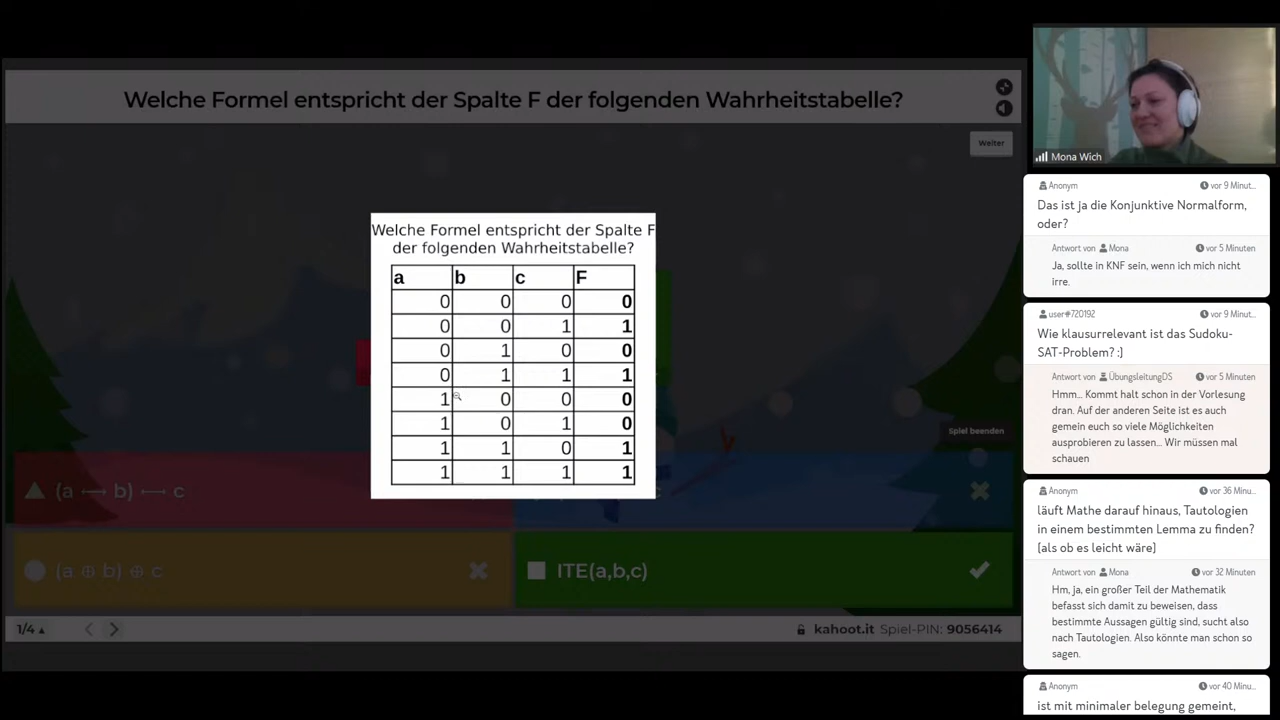 Welche Formel entspricht der Spalte F der folgenden Wahrheitstabelle?
Weiter
Welche Formel entspricht der Spalte F
der folgenden Wahrheitstabelle?
a b c F
0 0 0 0
0 0 1 1
0 1 0 0
0 1 1 1
1 0 0 0
1 0 1 0
1 1 0 1
1 1 1 1
Spiel beenden
c
(a ⊕ b) ⊕ c
ITE(a,b,c)
1/4
kahoot.it Spiel-PIN: 9056414
Mona Wich
Anonym vor 9 Minut...
Das ist ja die Konjunktive Normalform,
oder?
Antwort von Mona vor 5 Minuten
Ja, sollte in KNF sein, wenn ich mich nicht
irre.
user#720192 vor 9 Minut...
Wie klausurrelevant ist das Sudoku-
SAT-Problem? :)
Antwort von ÜbungsleitungDS vor 5 Minuten
Hmm... Kommt halt schon in der Vorlesung
dran. Auf der anderen Seite ist es auch
gemein euch so viele Möglichkeiten
ausprobieren zu lassen... Wir müssen mal
schauen
Anonym vor 36 Minu...
läuft Mathe darauf hinaus, Tautologien
in einem bestimmten Lemma zu finden?
[als ob es leicht wäre]
Antwort von Mona vor 32 Minuten
Hm, ja, ein großer Teil der Mathematik
befasst sich damit zu beweisen, dass
bestimmte Aussagen gültig sind, sucht also
nach Tautologien. Also könnte man schon so
sagen.
Anonym vor 40 Minu...
ist mit minimaler belegung gemeint,